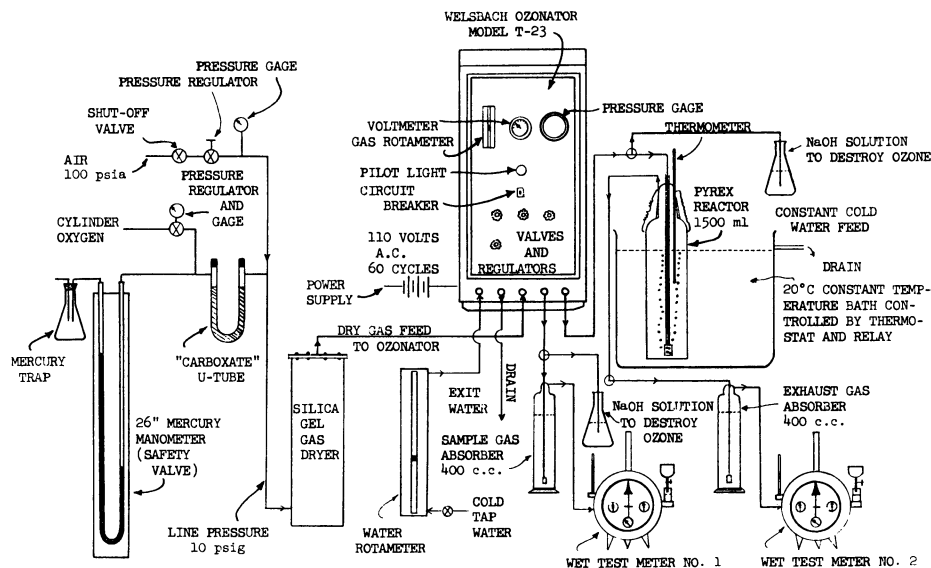 WELSBACH OZONATOR
MODEL T-23
PRESSURE GAGE
PRESSURE REGULATOR
SHUT-OFF
VALVE
AIR
100 psia
PRESSURE
REGULATOR
AND
GAGE
CYLINDER
OXYGEN
MERCURY
TRAP
"CARBOXATE"
U-TUBE
26" MERCURY
MANOMETER
(SAFETY
VALVE)
LINE PRESSURE
10 psig
SILICA
GEL
GAS
DRYER
DRY GAS FEED
TO OZONATOR
110 VOLTS
A.C.
60 CYCLES
POWER
SUPPLY
VOLTMETER
GAS ROTAMETER
PILOT LIGHT
CIRCUIT
BREAKER
VALVES
AND
REGULATORS
PRESSURE GAGE
THERMOMETER
NaOH SOLUTION
TO DESTROY OZONE
PYREX
REACTOR
1500 ml
CONSTANT COLD
WATER FEED
DRAIN
20°C CONSTANT TEMP-
ERATURE BATH CON-
TROLLED BY THERMO-
STAT AND RELAY
EXIT
WATER
DRAIN
SAMPLE GAS
ABSORBER
400 c.c.
NaOH SOLUTION
TO DESTROY
OZONE
EXHAUST GAS
ABSORBER
400 c.c.
COLD
TAP
WATER
WATER
ROTAMETER
WET TEST METER NO. 1
WET TEST METER NO. 2